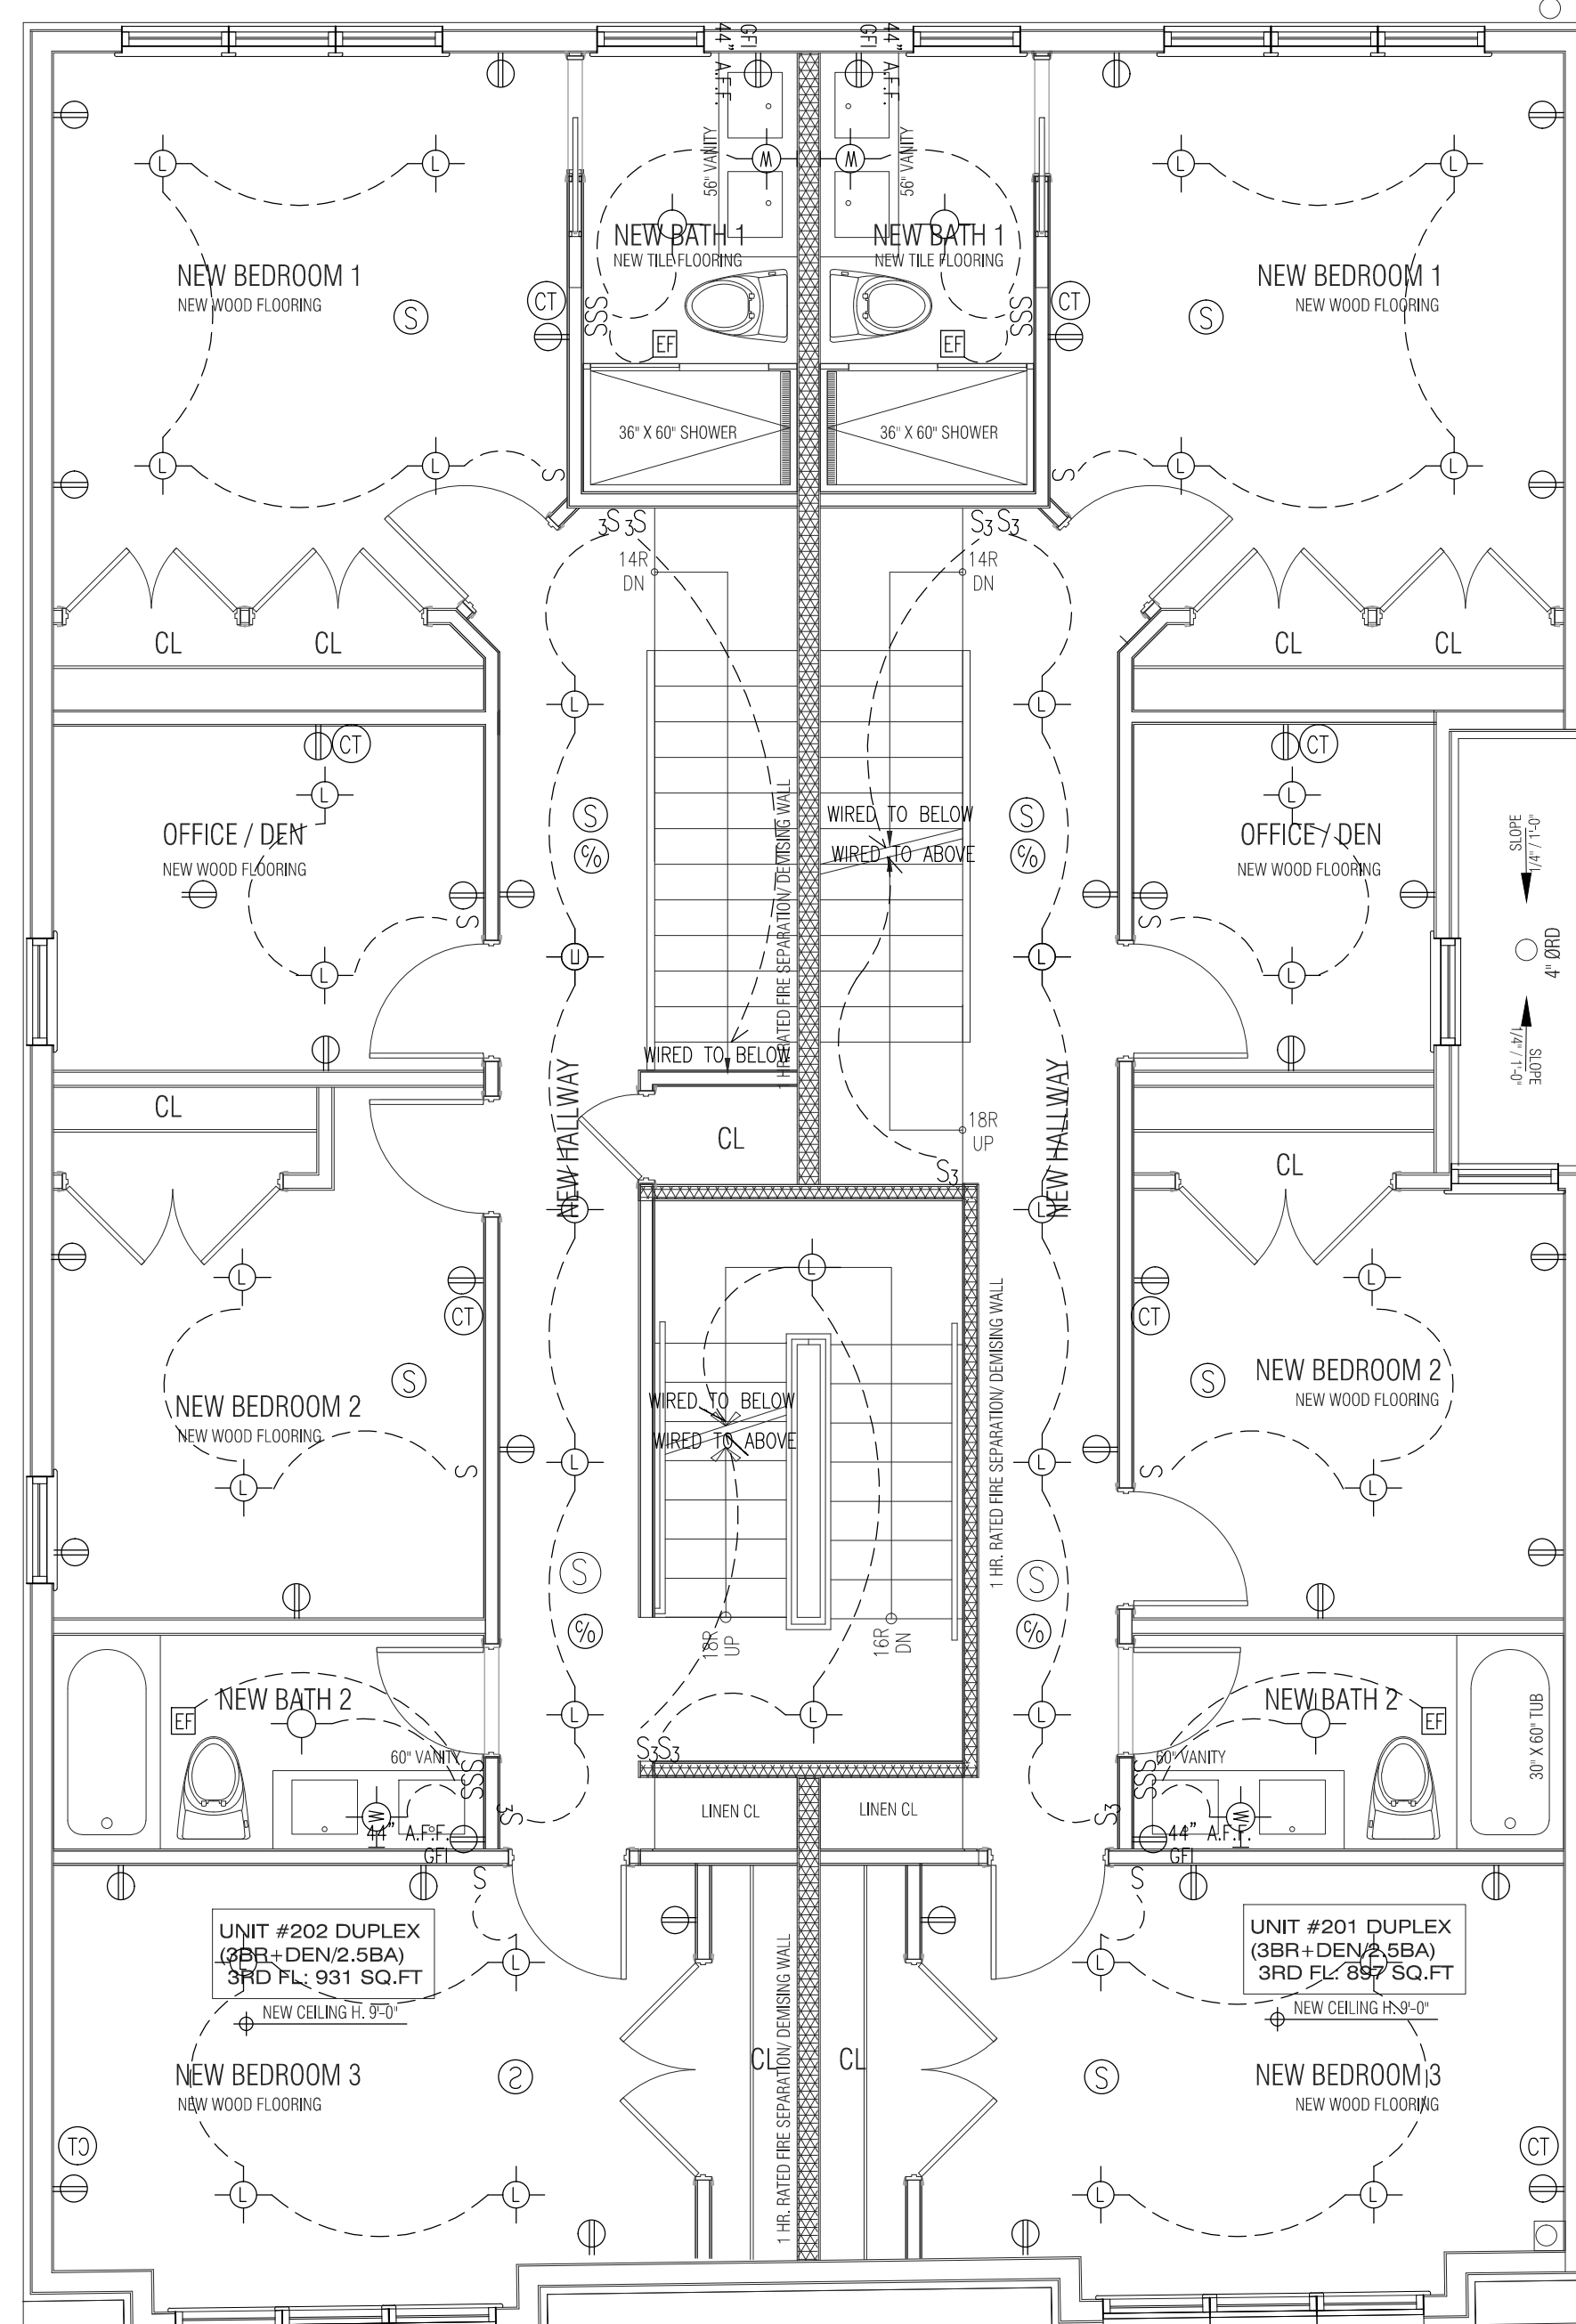 44" A.F.F.
GFI
44" A.F.F.
GFI
56" VANITY
56" VANITY
L
L
W
W
L
L
NEW BATH 1
NEW TILE FLOORING
NEW BATH 1
NEW TILE FLOORING
NEW BEDROOM 1
NEW WOOD FLOORING
NEW BEDROOM 1
NEW WOOD FLOORING
S
CT
SSS
EF
EF
SSS
CT
S
36" X 60" SHOWER
36" X 60" SHOWER
L
L
S
S
L
L
3S 3S
S3 S3
14R
DN
14R
DN
CL
CL
CL
CL
L
L
CT
CT
L
L
OFFICE / DEN
NEW WOOD FLOORING
OFFICE / DEN
NEW WOOD FLOORING
S
C/O
S
C/O
WIRED TO BELOW
WIRED TO ABOVE
1 HR. RATED FIRE SEPARATION/ DEMISING WALL
SLOPE
1/4" / 1'-0"
4" ØRD
1/4" / 1'-0"
SLOPE
S
S
L
L
L
L
WIRED TO BELOW
NEW HALLWAY
NEW HALLWAY
CL
CL
18R
UP
CL
S3
L
L
L
L
L
CT
CT
1 HR. RATED FIRE SEPARATION/ DEMISING WALL
S
S
NEW BEDROOM 2
NEW WOOD FLOORING
NEW BEDROOM 2
NEW WOOD FLOORING
WIRED TO BELOW
WIRED TO ABOVE
S
S
L
L
L
L
S
C/O
S
C/O
18R
UP
16R
DN
NEW BATH 2
NEW BATH 2
EF
EF
L
L
L
30" X 60" TUB
60" VANITY
60" VANITY
S3S3
SSS
SSS
W
W
3S
S3
44" A.F.F.
GFI
44" A.F.F.
GFI
LINEN CL
LINEN CL
S
S
UNIT #202 DUPLEX
(3BR+DEN/2.5BA)
3RD FL: 931 SQ.FT
UNIT #201 DUPLEX
(3BR+DEN/2.5BA)
3RD FL: 897 SQ.FT
L
L
L
L
NEW CEILING H. 9'-0"
NEW CEILING H. 9'-0"
1 HR. RATED FIRE SEPARATION/ DEMISING WALL
CL
CL
NEW BEDROOM 3
NEW WOOD FLOORING
NEW BEDROOM 3
NEW WOOD FLOORING
S
S
CT
CT
L
L
L
L